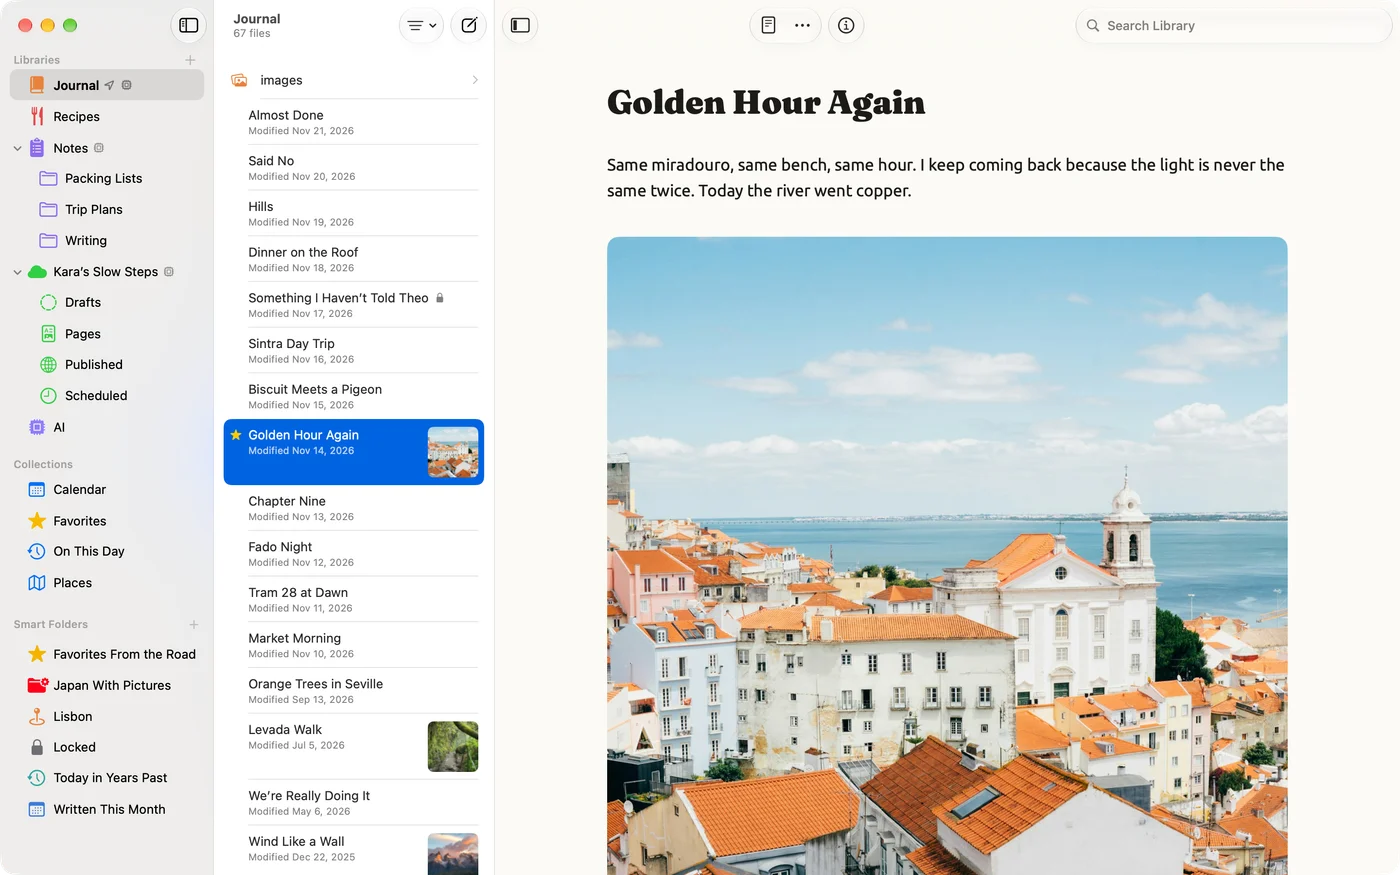 Libraries
Journal
Recipes
Notes
Packing Lists
Trip Plans
Writing
Kara's Slow Steps
Drafts
Pages
Published
Scheduled
AI
Collections
Calendar
Favorites
On This Day
Places
Smart Folders
Favorites From the Road
Japan With Pictures
Lisbon
Locked
Today in Years Past
Written This Month
Journal
67 files
images
Almost Done
Modified Nov 21, 2026
Said No
Modified Nov 20, 2026
Hills
Modified Nov 19, 2026
Dinner on the Roof
Modified Nov 18, 2026
Something I Haven't Told Theo
Modified Nov 17, 2026
Sintra Day Trip
Modified Nov 16, 2026
Biscuit Meets a Pigeon
Modified Nov 15, 2026
Golden Hour Again
Modified Nov 14, 2026
Chapter Nine
Modified Nov 13, 2026
Fado Night
Modified Nov 12, 2026
Tram 28 at Dawn
Modified Nov 11, 2026
Market Morning
Modified Nov 10, 2026
Orange Trees in Seville
Modified Sep 13, 2026
Levada Walk
Modified Jul 5, 2026
We're Really Doing It
Modified May 6, 2026
Wind Like a Wall
Modified Dec 22, 2025
Search Library
Golden Hour Again
Same miradouro, same bench, same hour. I keep coming back because the light is never the
same twice. Today the river went copper.